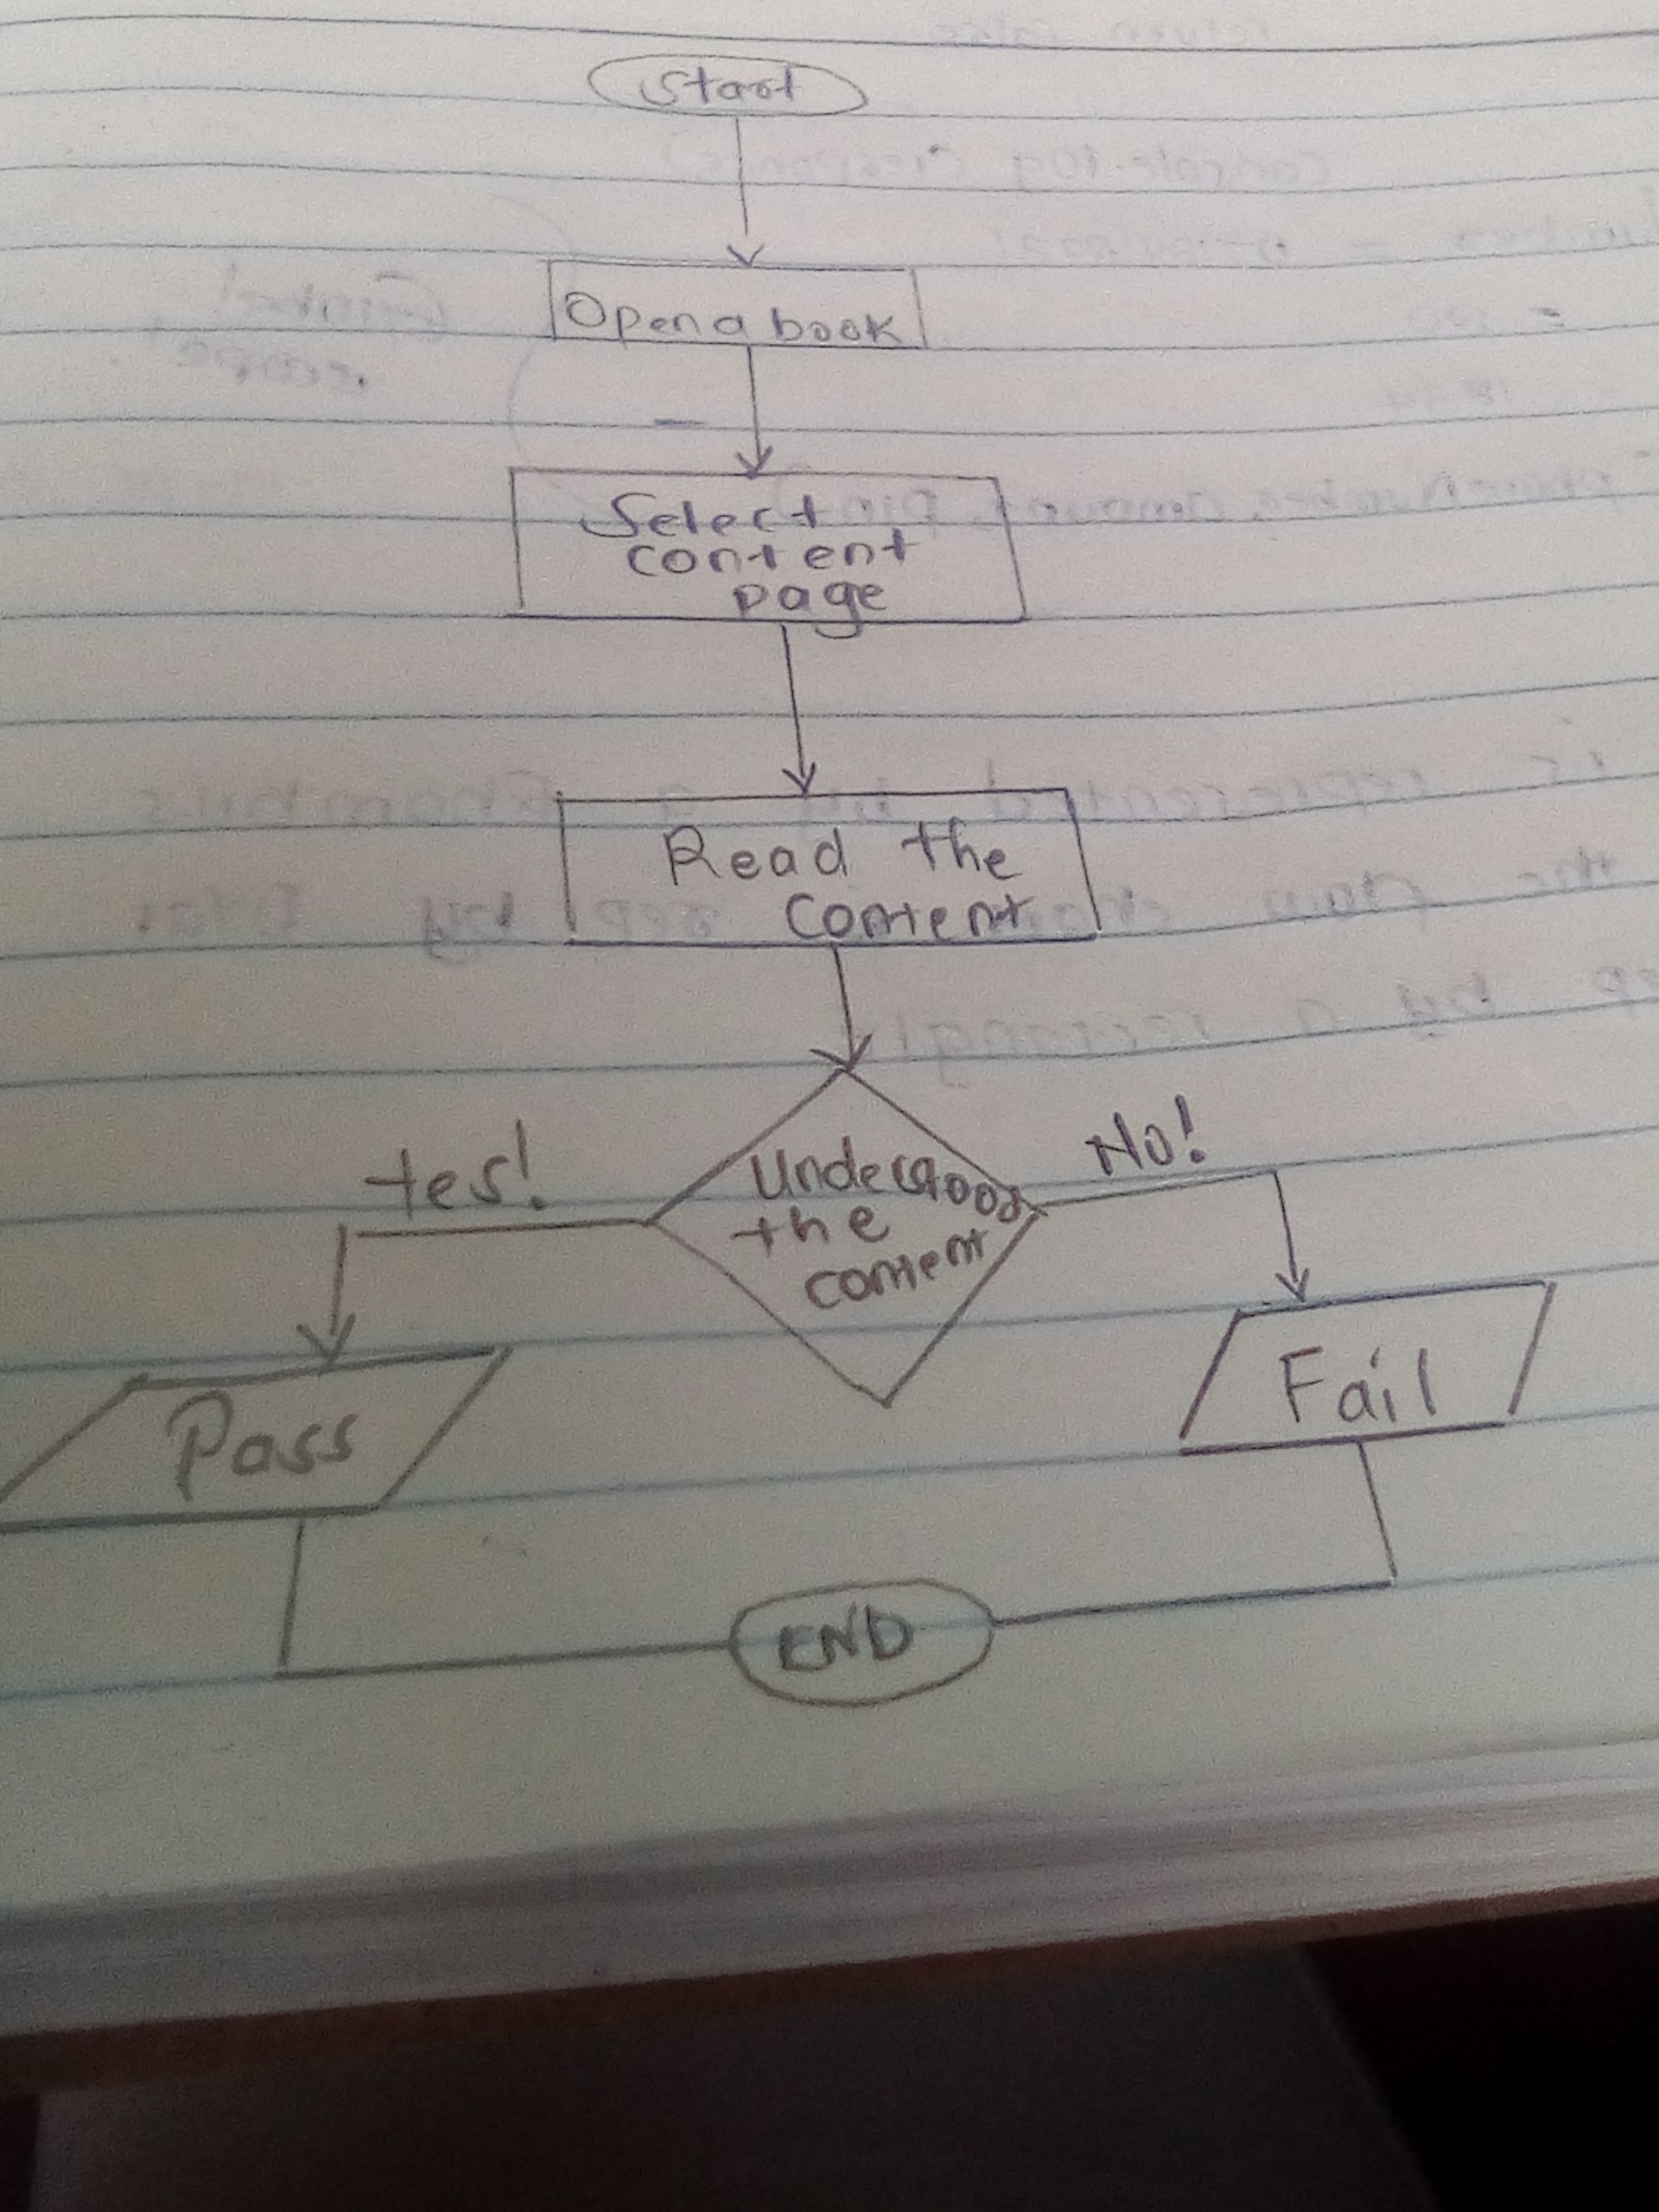 Start
Open a book
Select
content
page
Read the
Content
Yes!
No!
Understood
the
content
Pass
Fail
END